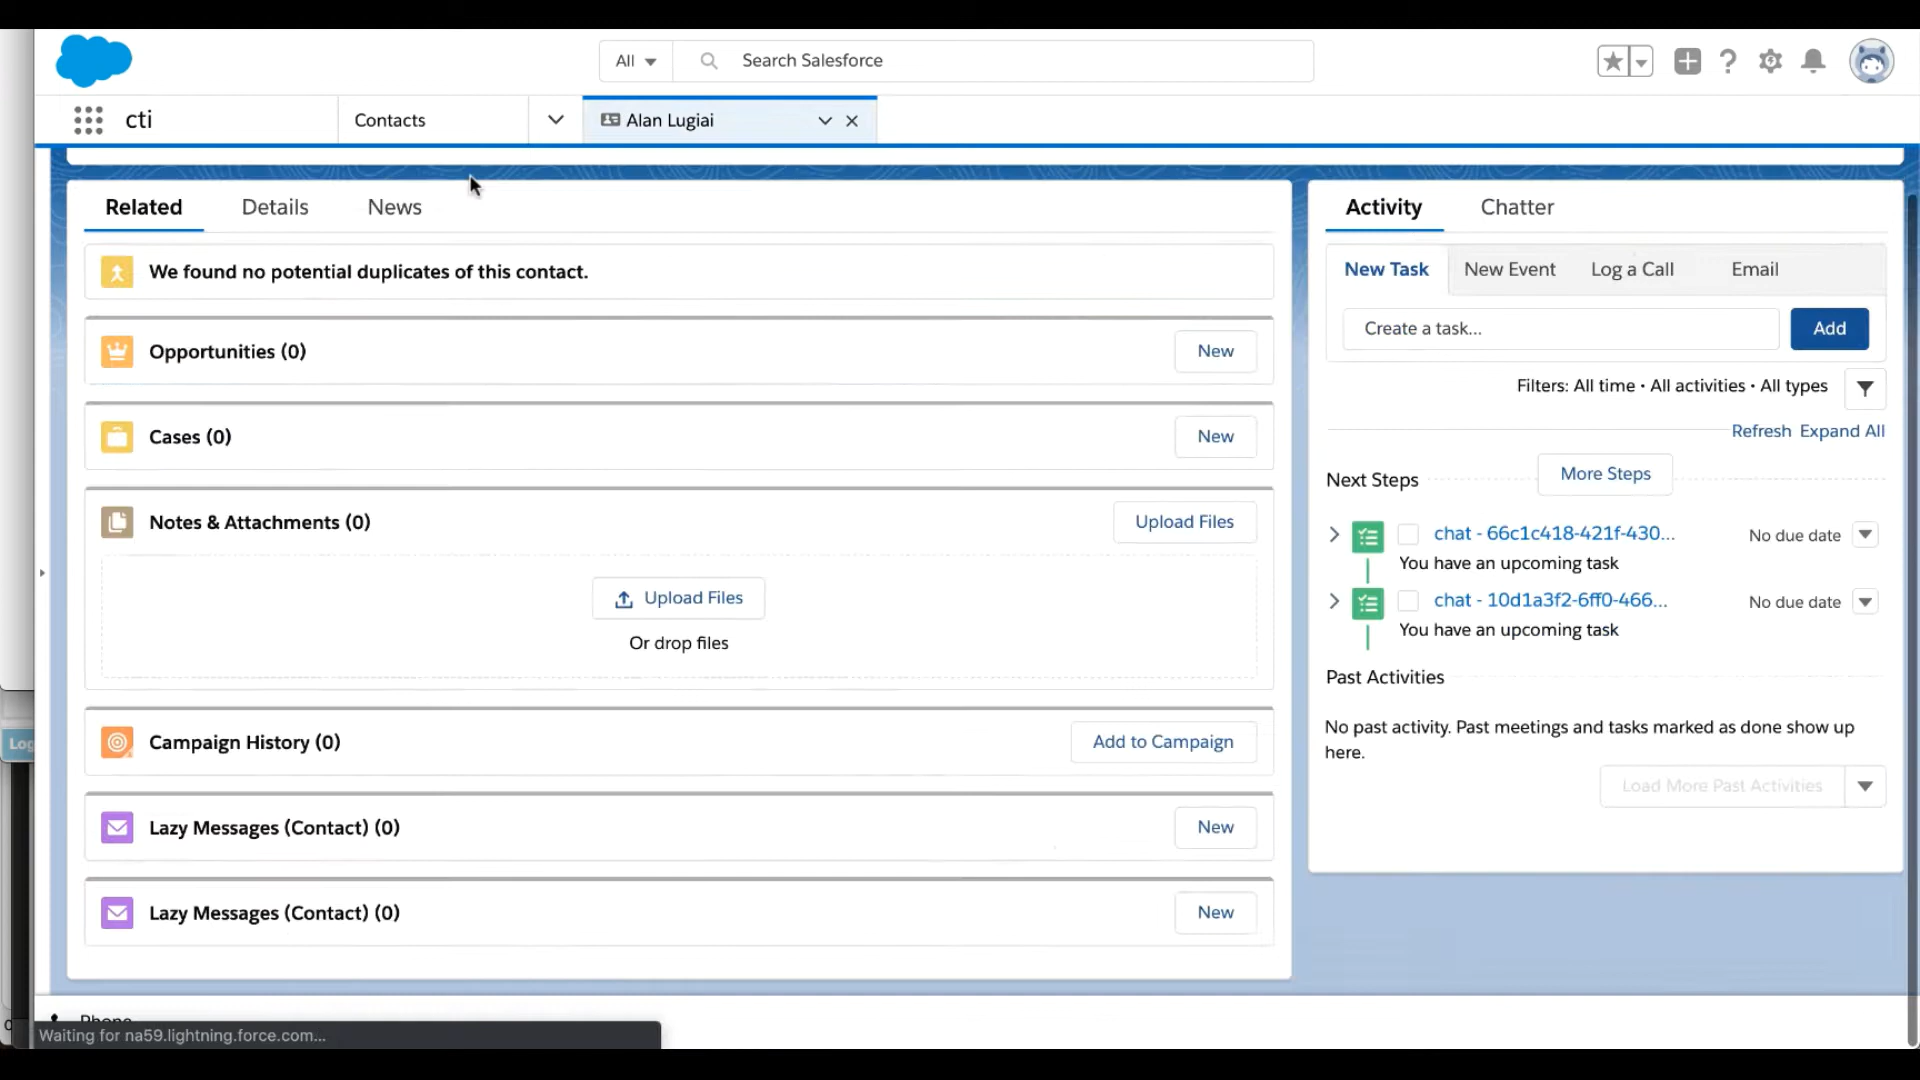 All
Search Salesforce
cti
Contacts
Alan Lugiai
Related
Details
News
We found no potential duplicates of this contact.
Opportunities (0)
New
Cases (0)
New
Notes & Attachments (0)
Upload Files
Upload Files
Or drop files
Campaign History (0)
Add to Campaign
Lazy Messages (Contact) (0)
New
Lazy Messages (Contact) (0)
New
Activity
Chatter
New Task
New Event
Log a Call
Email
Create a task...
Add
Filters: All time • All activities • All types
Refresh
Expand All
Next Steps
More Steps
chat - 66c1c418-421f-430...
No due date
You have an upcoming task
chat - 10d1a3f2-6ff0-466...
No due date
You have an upcoming task
Past Activities
No past activity. Past meetings and tasks marked as done show up
here.
Load More Past Activities
Log
Phone
Waiting for na59.lightning.force.com...